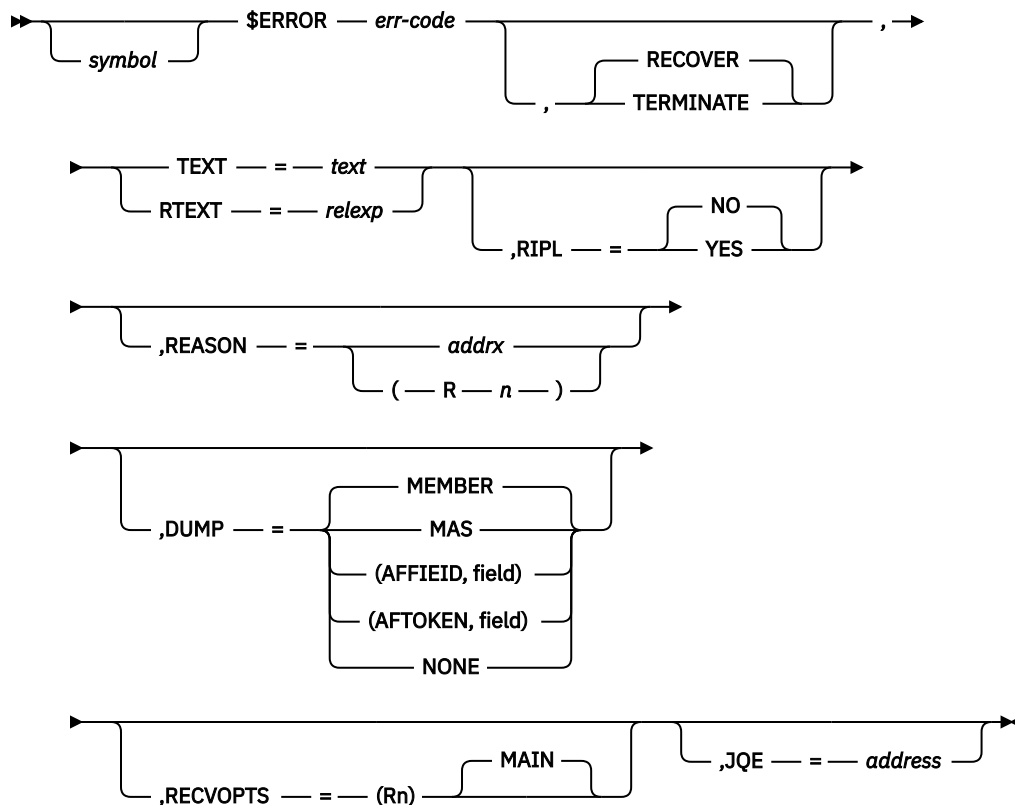 $ERROR err-code ,
symbol RECOVER
, TERMINATE
TEXT = text
RTEXT = relexp
NO
,RIPL = YES
,REASON = addrx
( R n )
MEMBER
,DUMP = MAS
(AFFIEID, field)
(AFTOKEN, field)
NONE
MAIN
,JQE = address
,RECVOPTS = (Rn)